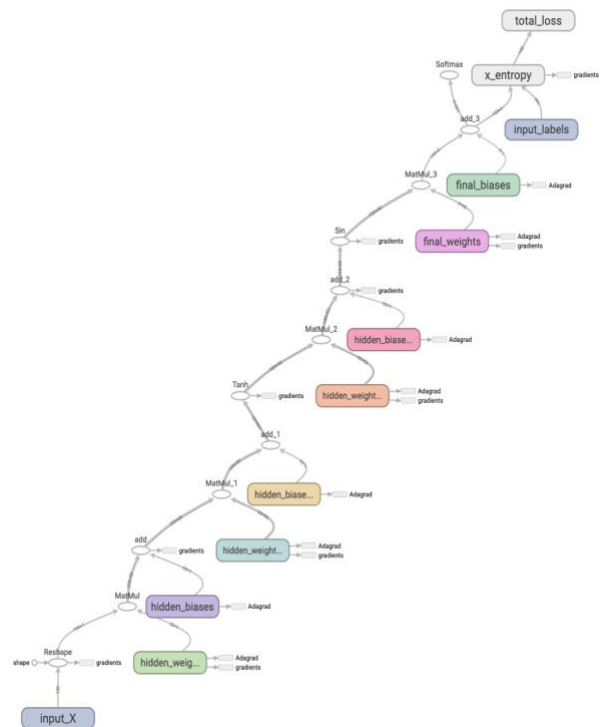 total_loss
Softmax
x_entropy
gradients
add_3
input_labels
MatMul_3
final_biases
Adagrad
Sin
gradients
final_weights
Adagrad
gradients
add_2
gradients
MatMul_2
hidden_biase...
Adagrad
Tanh
gradients
hidden_weight...
Adagrad
gradients
add_1
MatMul_1
hidden_biase...
Adagrad
add
gradients
hidden_weight...
Adagrad
gradients
MatMul
hidden_biases
Adagrad
Reshape
shape
gradients
hidden_weig...
Adagrad
gradients
input_X